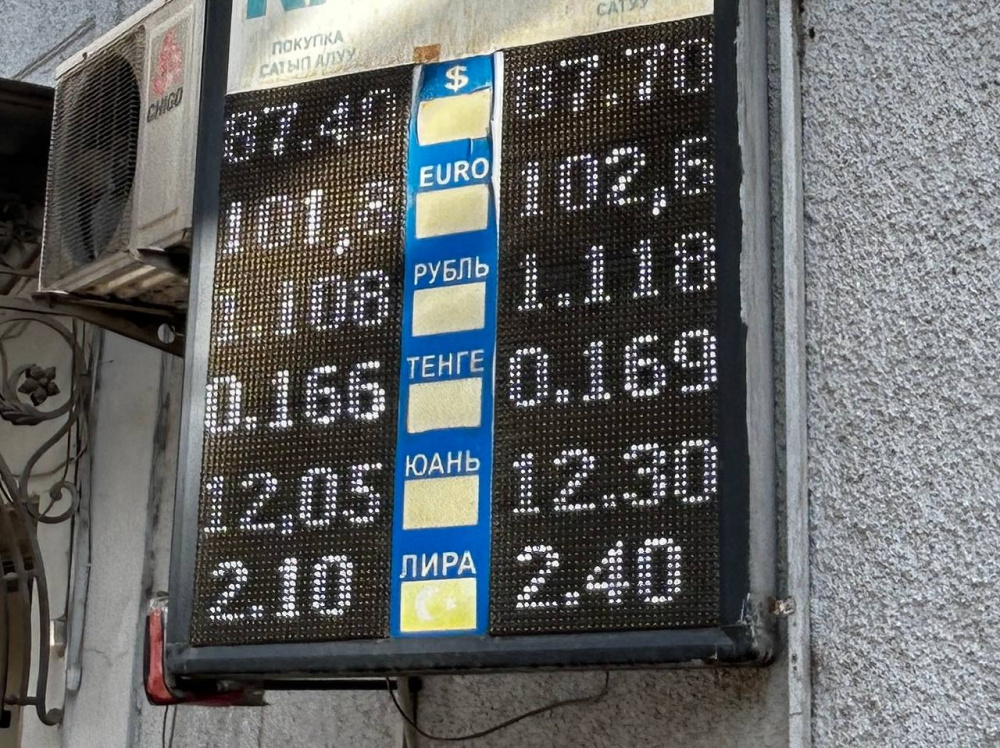 САТУУ
ПОКУПКА
САТЫП АЛУУ
CHIGO
$
87.40 87.70
EURO
101,3 102,6
РУБЛЬ
1.108 1.118
ТЕНГЕ
0.166 0.169
ЮАНЬ
12,05 12.30
ЛИРА
2.10 2.40